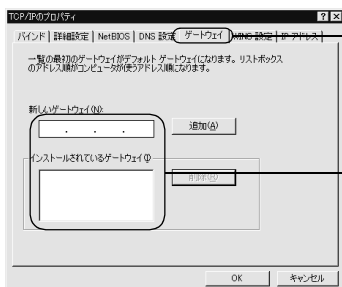 TCP/IPのプロパティ
バインド 詳細設定 NetBIOS DNS 設定 ゲートウェイ WINS 設定 IP アドレス
一覧の最初のゲートウェイがデフォルト ゲートウェイになります。リストボックス
のアドレス順がコンピュータが使うアドレス順になります。
新しいゲートウェイ(N):
. . .
追加(A)
インストールされているゲートウェイ(I)
削除(R)
OK キャンセル